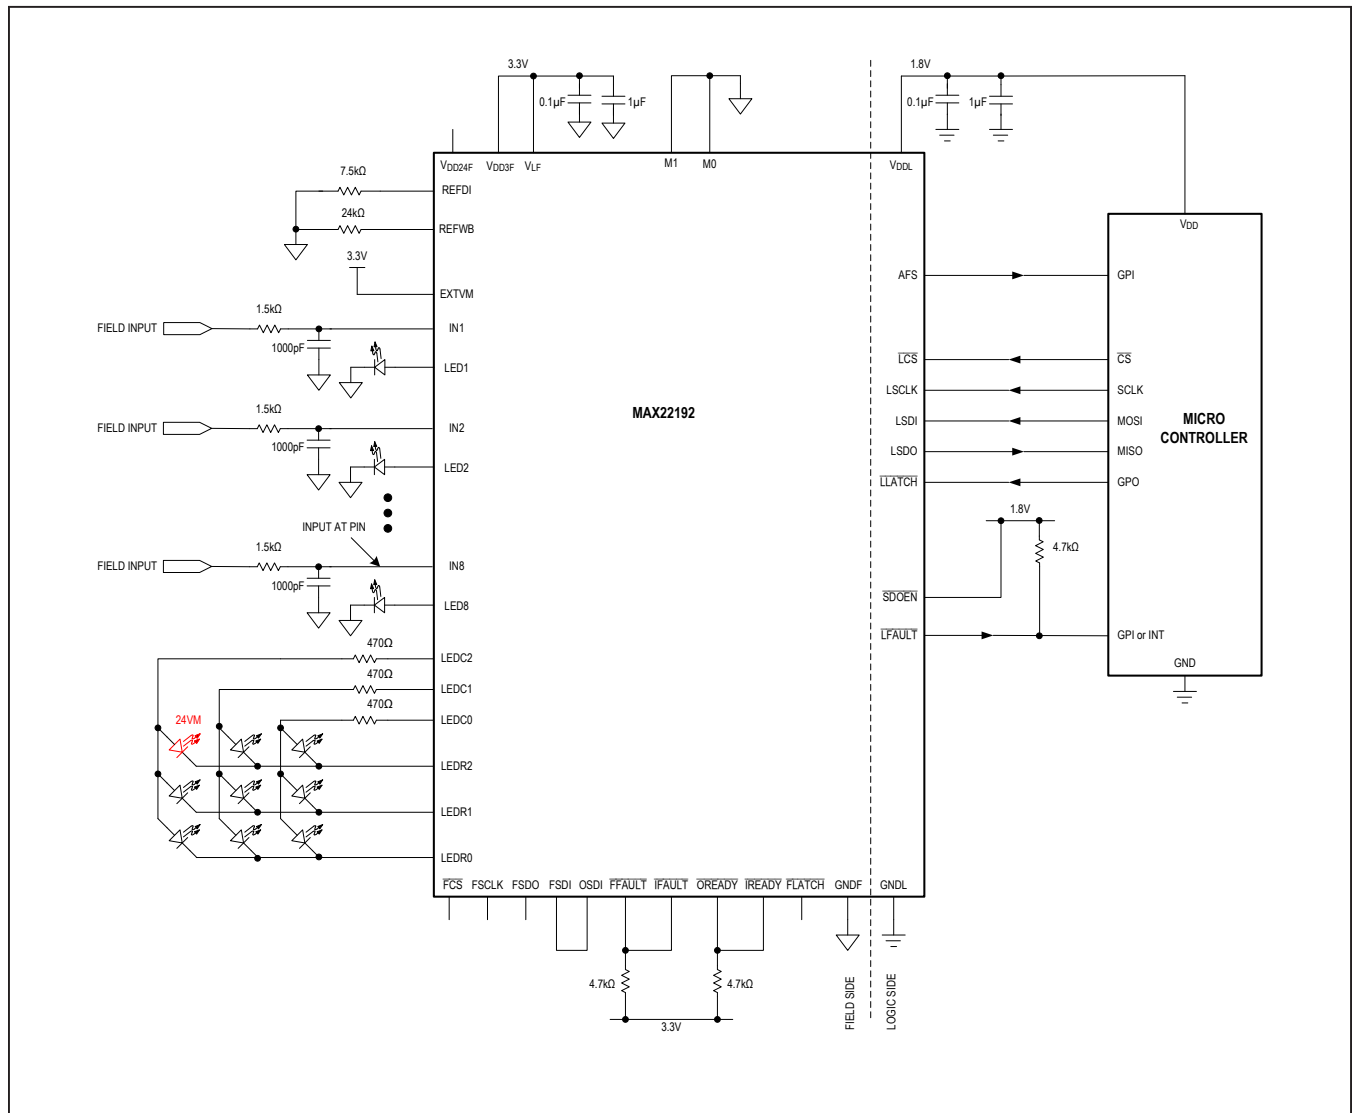 3.3V
1.8V
0.1µF
1µF
0.1µF
1µF
VDD24F
VDD3F
VLF
M1
M0
VDDL
7.5kΩ
REFDI
24kΩ
REFWB
3.3V
EXTVM
VDD
AFS
GPI
1.5kΩ
FIELD INPUT
IN1
1000pF
LED1
LCS
CS
LSCLK
SCLK
MAX22192
1.5kΩ
FIELD INPUT
IN2
1000pF
LED2
LSDI
MOSI
MICRO
CONTROLLER
LSDO
MISO
LLATCH
GPO
INPUT AT PIN
1.8V
4.7kΩ
1.5kΩ
FIELD INPUT
IN8
1000pF
LED8
SDOEN
LFAULT
GPI or INT
GND
470Ω
LEDC2
470Ω
LEDC1
470Ω
LEDC0
24VM
LEDR2
LEDR1
LEDR0
FCS
FSCLK
FSDO
FSDI
OSDI
FFAULT
IFAULT
OREADY
IREADY
FLATCH
GNDF
GNDL
4.7kΩ
4.7kΩ
3.3V
FIELD SIDE
LOGIC SIDE